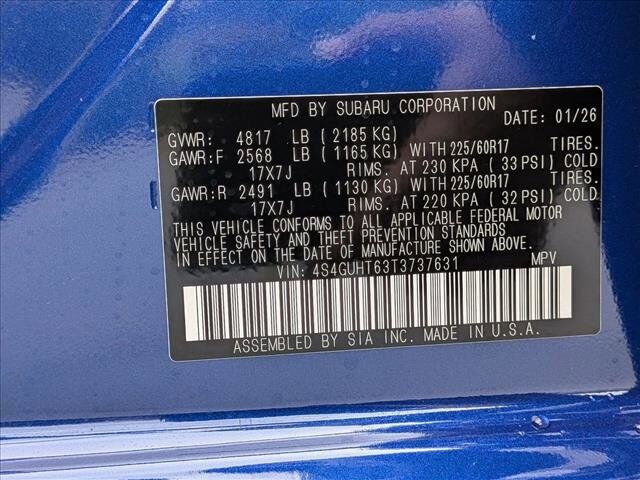 MFD BY SUBARU CORPORATION
DATE: 01/26
GVWR: 4817 LB (2185 KG)
GAWR:F 2568 LB (1165 KG) WITH 225/60R17 TIRES.
17X7J RIMS. AT 230 KPA (33 PSI) COLD
GAWR:R 2491 LB (1130 KG) WITH 225/60R17 TIRES.
17X7J RIMS. AT 220 KPA (32 PSI) COLD
THIS VEHICLE CONFORMS TO ALL APPLICABLE FEDERAL MOTOR
VEHICLE SAFETY AND THEFT PREVENTION STANDARDS
IN EFFECT ON THE DATE OF MANUFACTURE SHOWN ABOVE.
VIN: 4S4GUHT63T3737631 MPV
ASSEMBLED BY SIA INC. MADE IN U.S.A.